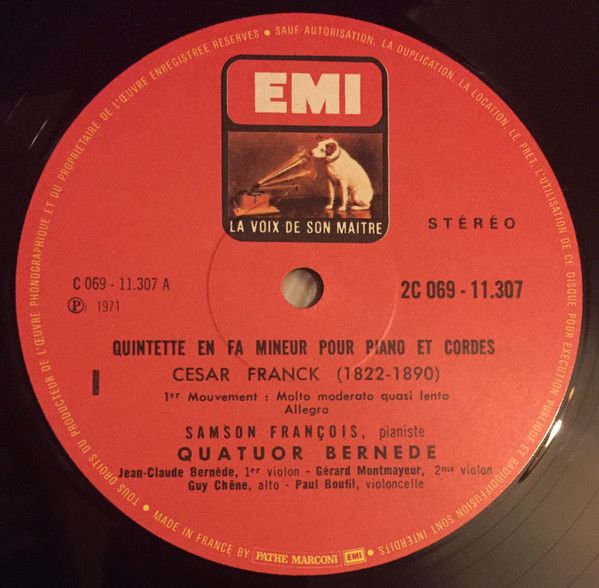 TOUS DROITS DU PRODUCTEUR DE L'ŒUVRE PHONOGRAPHIQUE ET DU PROPRIETAIRE DE L'ŒUVRE ENREGISTREE RESERVES • SAUF AUTORISATION, LA DUPLICATION, LA LOCATION, LE PRET, L'UTILISATION DE CE DISQUE POUR EXECUTION PUBLIQUE ET RADIODIFFUSION SONT INTERDITS •
EMI
LA VOIX DE SON MAITRE
STÉRÉO
C 069 - 11.307 A
Ⓟ 1971
2C 069 - 11.307
QUINTETTE EN FA MINEUR POUR PIANO ET CORDES
CESAR FRANCK (1822-1890)
I
1er Mouvement : Molto moderato quasi lento
Allegro
SAMSON FRANÇOIS, pianiste
QUATUOR BERNEDE
Jean-Claude Bernède, 1er violon - Gérard Montmayeur, 2me violon
Guy Chêne, alto - Paul Boufil, violoncelle
• MADE IN FRANCE BY PATHE MARCONI EMI •